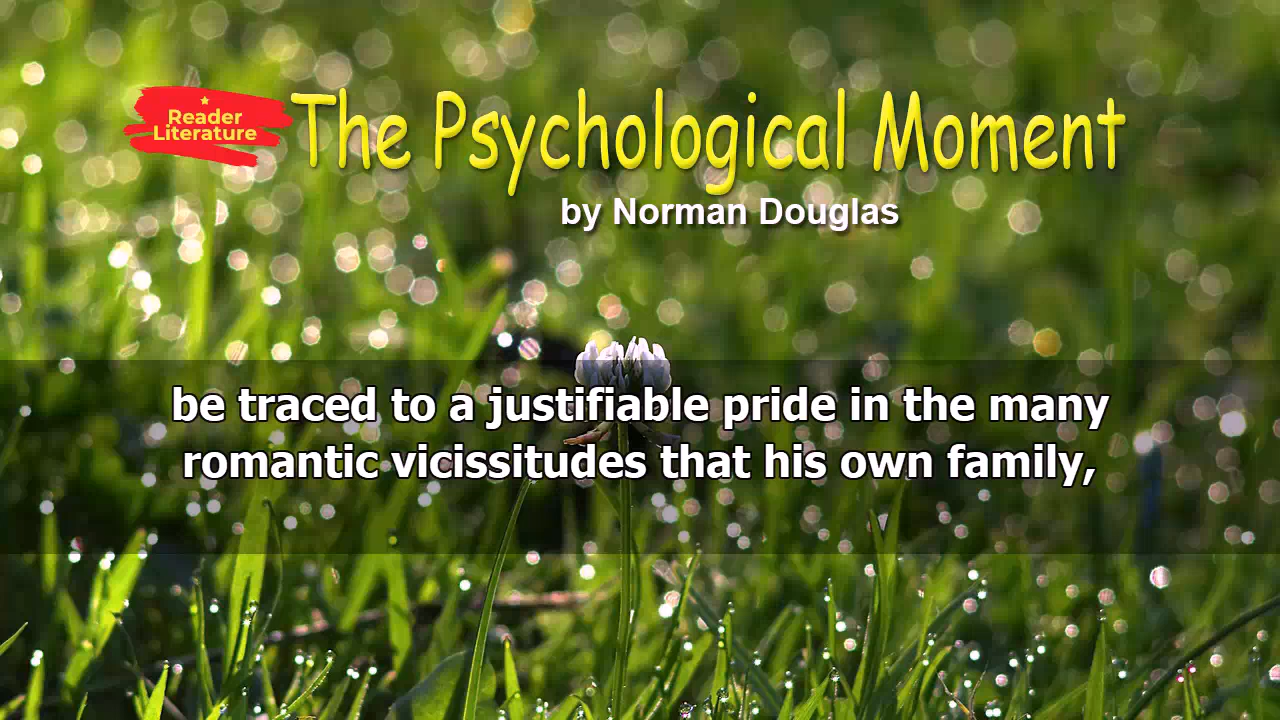 Reader
Literature
The Psychological Moment
by Norman Douglas
be traced to a justifiable pride in the many
romantic vicissitudes that his own family,